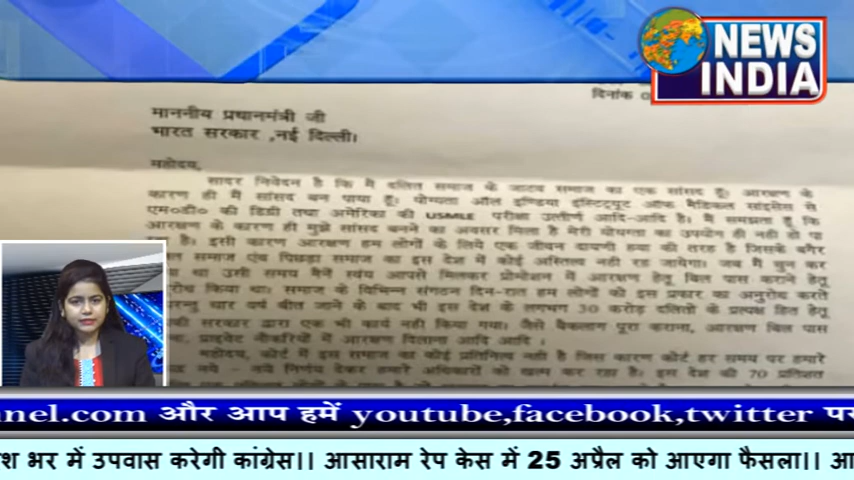 NEWS
INDIA
दिनांक
माननीय प्रधानमंत्री जी
भारत सरकार ,नई दिल्ली।
महोदय,
सादर निवेदन है कि मैं दलित समाज के जाटव समाज का एक सांसद हूं। आरक्षण के
कारण ही मैं सांसद बन पाया हूं। योग्यता ऑल इण्डिया इन्स्टिट्यूट ऑफ मैडिकल साइंसेस से
एम०डी० की डिग्री तथा अमेरिका की USMLE परीक्षा उत्तीर्ण आदि-आदि है। मैं समझता हूं कि
आरक्षण के कारण ही मुझे सांसद बनने का अवसर मिला है मेरी योग्यता का उपयोग ही नही हो पा
है। इसी कारण आरक्षण हम लोगों के लिये एक जीवन दायणी हवा की तरह है जिसके बगैर
समाज एंव पिछड़ा समाज का इस देश में कोई अस्तित्व नही रह जायेगा। जब मैं चुन कर
था उसी समय मैनें स्वंय आपसे मिलकर प्रोमोशन में आरक्षण हेतू बिल पास कराने हेतू
किया था। समाज के विभिन्न संगठन दिन-रात हम लोगों को इस प्रकार का अनुरोध करते
चार वर्ष बीत जाने के बाद भी इस देश के लगभग 30 करोड़ दलितो के प्रत्यक्ष हित हेतू
सरकार द्वारा एक भी कार्य नही किया गया। जैसे बैकलाग पूरा कराना, आरक्षण बिल पास
प्राइवेट नौकरियों में आरक्षण दिलाना आदि आदि ।
महोदय, कोर्ट में इस समाज का कोई प्रतिनित्व नही है जिस कारण कोर्ट हर समय पर हमारे
नये - नये निर्णय देकर हमारे अधिकारों को खत्म कर रहा है। इस देश की 70 प्रतिशत
nnel.com और आप हमें youtube,facebook,twitter पर
श भर में उपवास करेगी कांग्रेस।। आसाराम रेप केस में 25 अप्रैल को आएगा फैसला।। आ